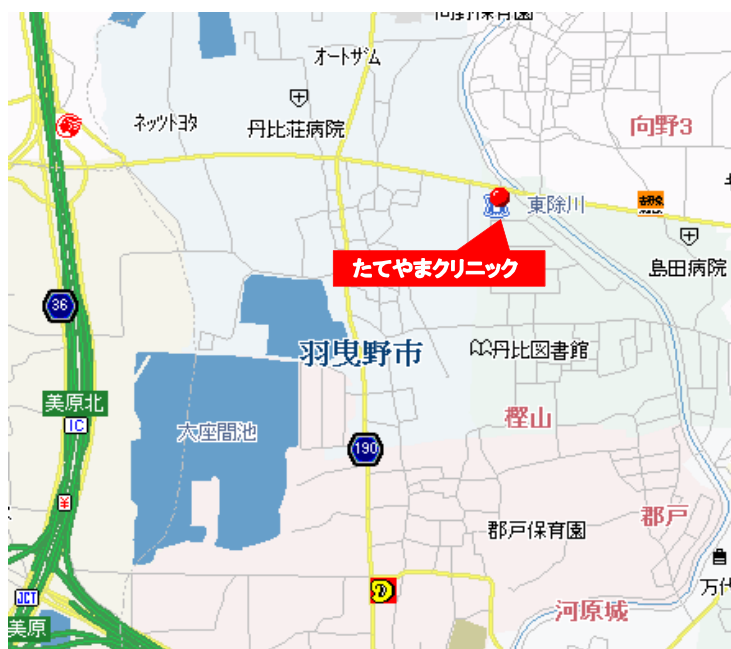 オートザム
ネッツトヨタ
丹比荘病院
向野3
東除川
島田病院
たてやまクリニック
36
羽曳野市
丹比図書館
美原北
IC
大座間池
樫山
190
¥
郡戸
郡戸保育園
JCT
河原城
美原